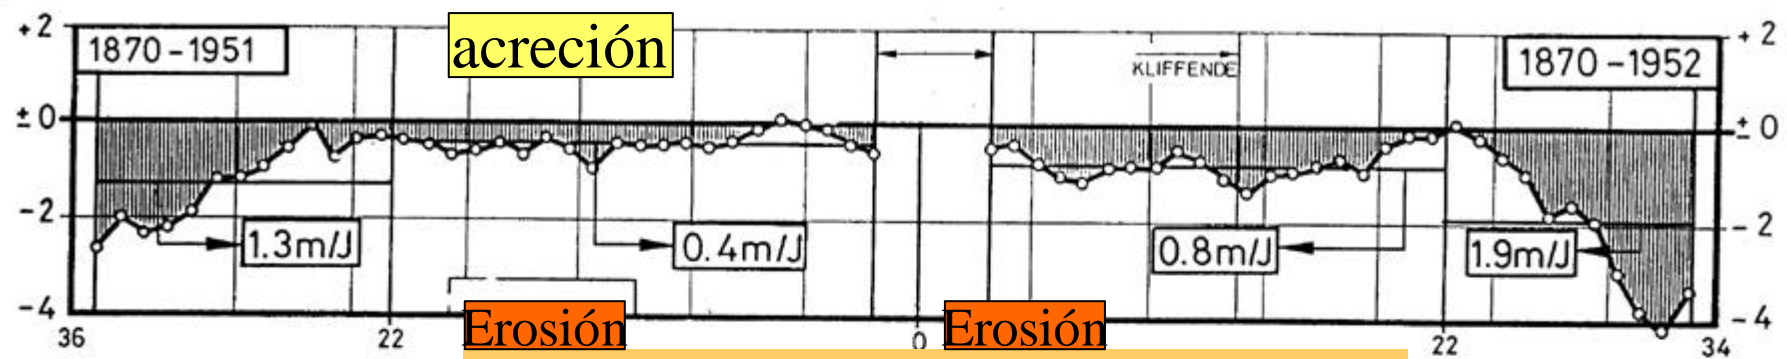 +2
1870-1951
acreción
KLIFFENDE
1870-1952
+2
±0
±0
-2
1.3m/J
0.4m/J
0.8m/J
1.9m/J
-2
-4
Erosión
Erosión
-4
36
22
0
22
34